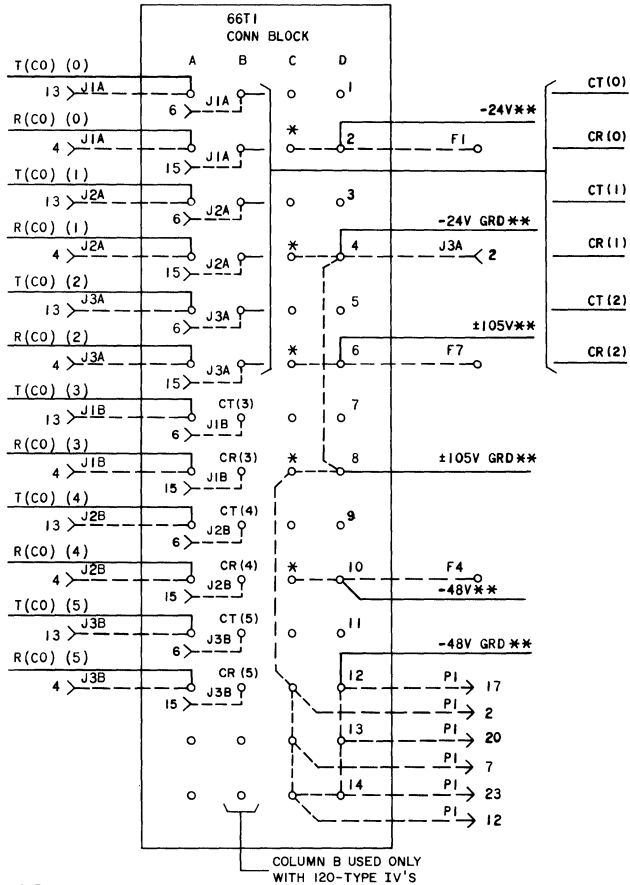 66T1
CONN BLOCK
A B C D
T(CO) (0)
13 J1A
6 J1A
1
CT(0)
-24V**
R(CO) (0)
4 J1A
15 J1A
*
2
F1
CR(0)
T(CO) (1)
13 J2A
6 J2A
3
CT(1)
-24V GRD**
R(CO) (1)
4 J2A
15 J2A
*
4
J3A
2
CR(1)
T(CO) (2)
13 J3A
6 J3A
5
CT(2)
±105V**
R(CO) (2)
4 J3A
15 J3A
*
6
F7
CR(2)
T(CO) (3)
13 J1B
CT(3)
6 J1B
7
R(CO) (3)
4 J1B
CR(3)
15 J1B
*
8
±105V GRD**
T(CO) (4)
13 J2B
CT(4)
6 J2B
9
R(CO) (4)
4 J2B
CR(4)
15 J2B
*
10
F4
-48V**
T(CO) (5)
13 J3B
CT(5)
6 J3B
11
-48V GRD**
R(CO) (5)
4 J3B
CR(5)
15 J3B
12
P1 17
P1 2
13
P1 20
P1 7
14
P1 23
P1 12
COLUMN B USED ONLY
WITH 120-TYPE IV'S